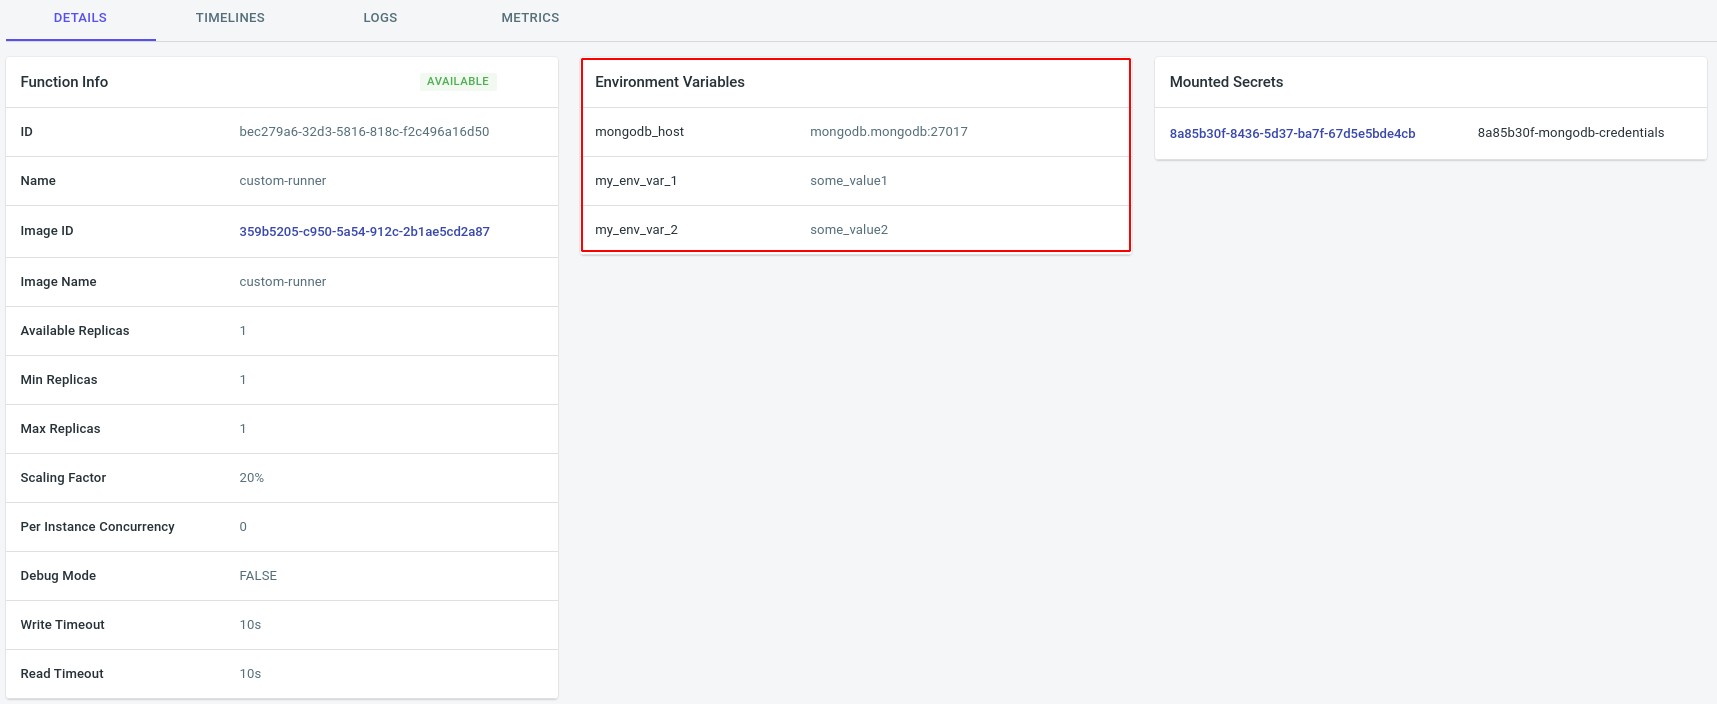 DETAILS TIMELINES LOGS METRICS
Function Info AVAILABLE
ID bec279a6-32d3-5816-818c-f2c496a16d50
Name custom-runner
Image ID 359b5205-c950-5a54-912c-2b1ae5cd2a87
Image Name custom-runner
Available Replicas 1
Min Replicas 1
Max Replicas 1
Scaling Factor 20%
Per Instance Concurrency 0
Debug Mode FALSE
Write Timeout 10s
Read Timeout 10s
Environment Variables
mongodb_host mongodb.mongodb:27017
my_env_var_1 some_value1
my_env_var_2 some_value2
Mounted Secrets
8a85b30f-8436-5d37-ba7f-67d5e5bde4cb 8a85b30f-mongodb-credentials